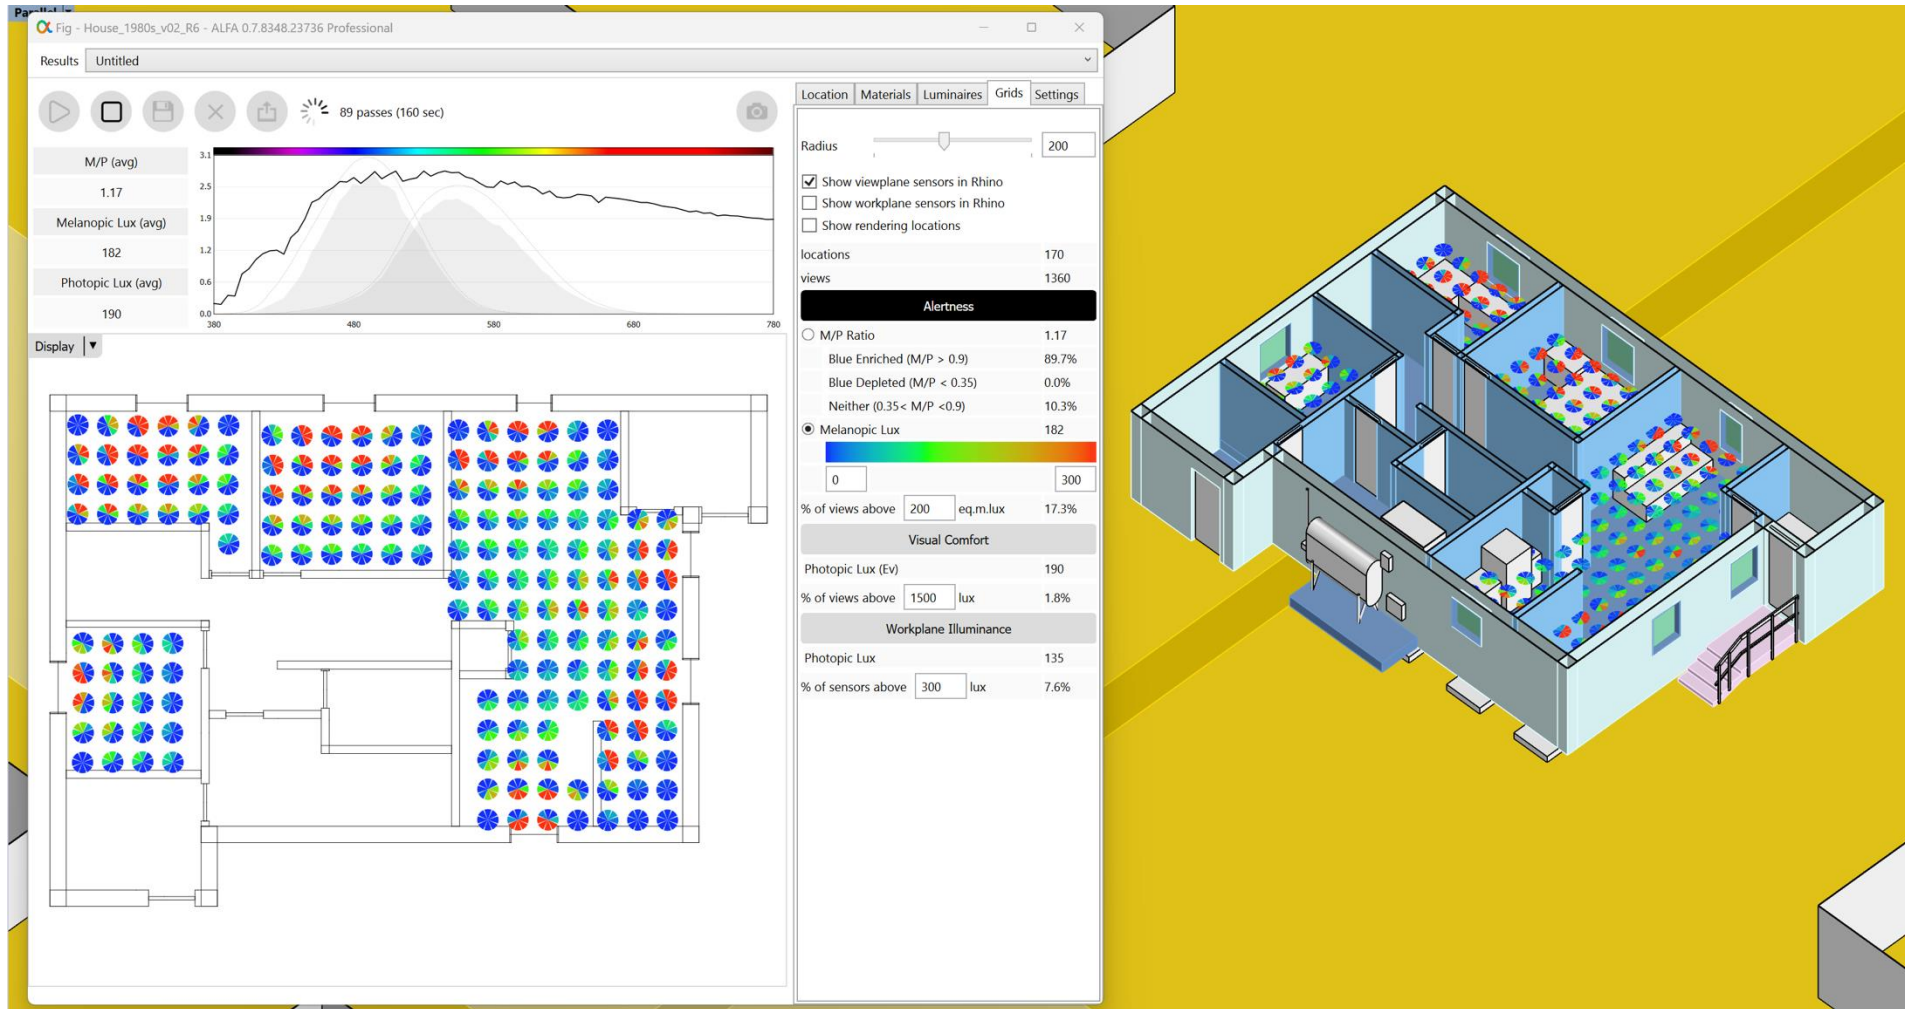 Parallel
Fig - House_1980s_v02_R6 - ALFA 0.7.8348.23736 Professional
Results Untitled
89 passes (160 sec)
M/P (avg)
1.17
Melanopic Lux (avg)
182
Photopic Lux (avg)
190
3.1
2.5
1.9
1.2
0.6
0.0
380 480 580 680 780
Display
Location Materials Luminaires Grids Settings
Radius 200
Show viewplane sensors in Rhino
Show workplane sensors in Rhino
Show rendering locations
locations 170
views 1360
Alertness
M/P Ratio 1.17
Blue Enriched (M/P > 0.9) 89.7%
Blue Depleted (M/P < 0.35) 0.0%
Neither (0.35< M/P <0.9) 10.3%
Melanopic Lux 182
0 300
% of views above 200 eq.m.lux 17.3%
Visual Comfort
Photopic Lux (Ev) 190
% of views above 1500 lux 1.8%
Workplane Illuminance
Photopic Lux 135
% of sensors above 300 lux 7.6%